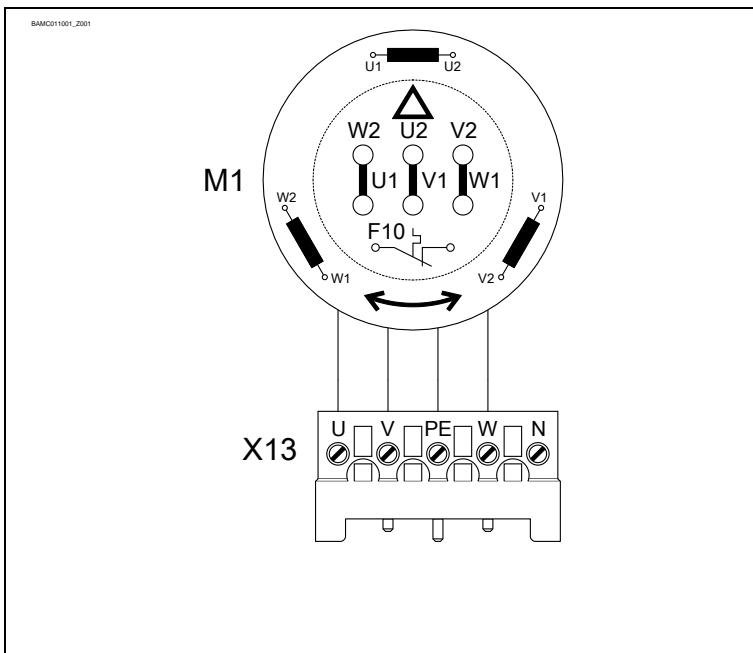 BAMC011001_Z001
U1 U2
W2 U2 V2
M1 U1 V1 W1
W2 V1
F10
W1 V2
U V PE W N
X13